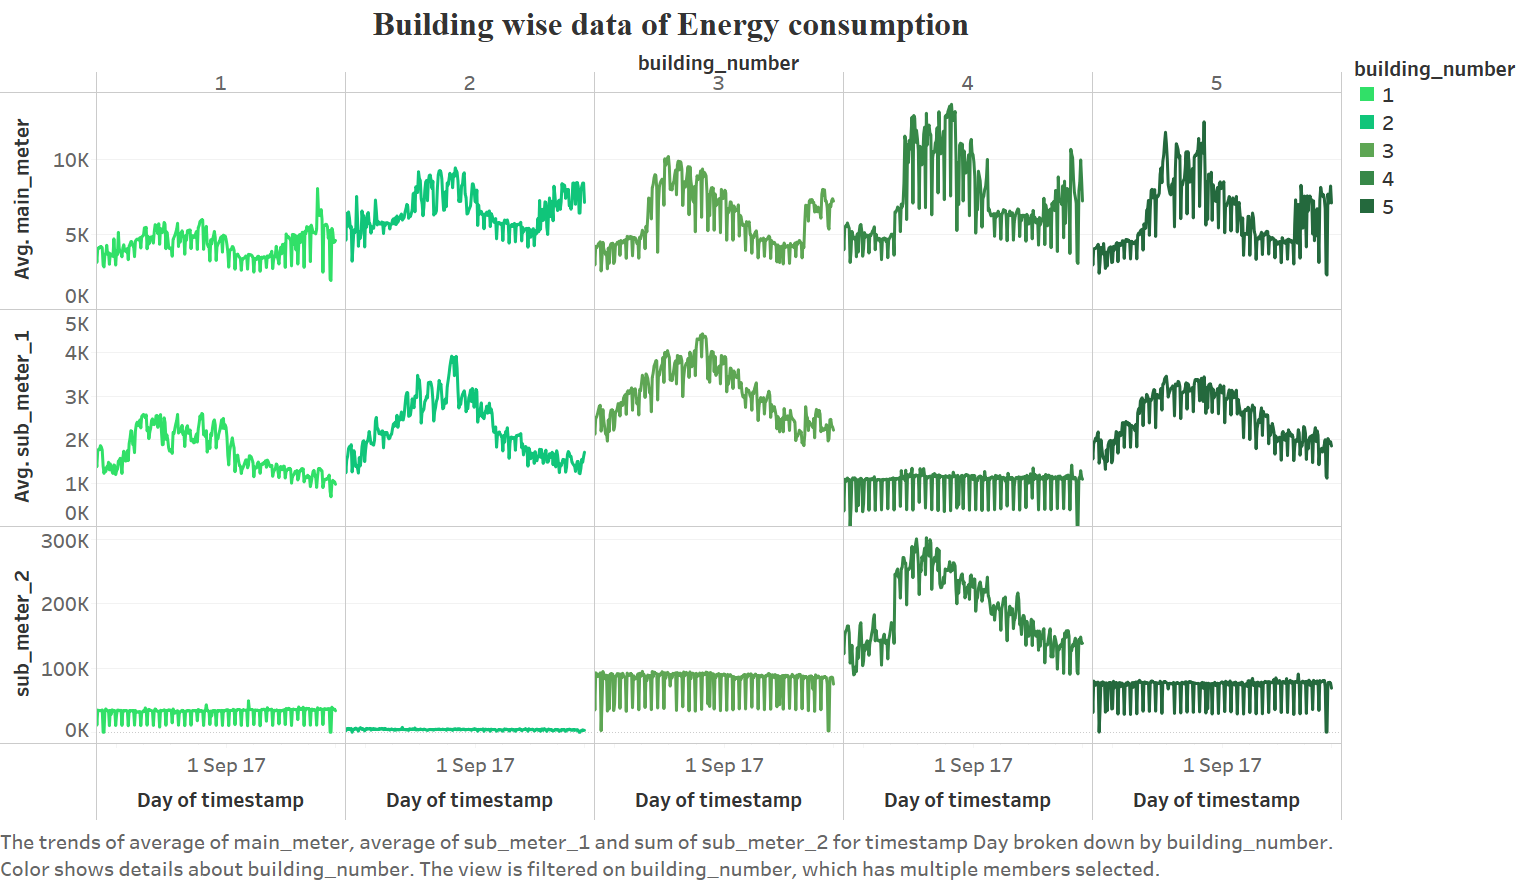 Building wise data of Energy consumption
building_number
1 2 3 4 5
Avg. main_meter
10K
5K
0K
Avg. sub_meter_1
5K
4K
3K
2K
1K
0K
sub_meter_2
300K
200K
100K
0K
1 Sep 17 1 Sep 17 1 Sep 17 1 Sep 17 1 Sep 17
Day of timestamp Day of timestamp Day of timestamp Day of timestamp Day of timestamp
building_number
1
2
3
4
5
The trends of average of main_meter, average of sub_meter_1 and sum of sub_meter_2 for timestamp Day broken down by building_number.
Color shows details about building_number. The view is filtered on building_number, which has multiple members selected.